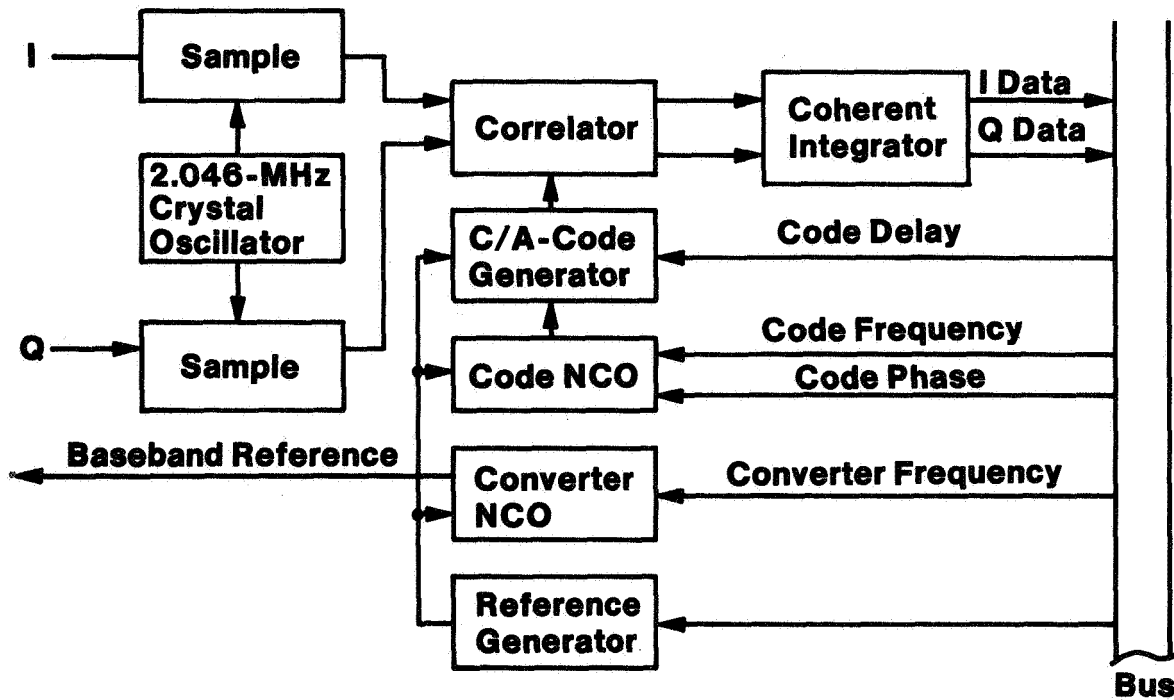 I
Sample
2.046-MHz
Crystal
Oscillator
Q
Sample
Correlator
Coherent
Integrator
I Data
Q Data
C/A-Code
Generator
Code Delay
Code NCO
Code Frequency
Code Phase
Baseband Reference
Converter
NCO
Converter Frequency
Reference
Generator
Bus